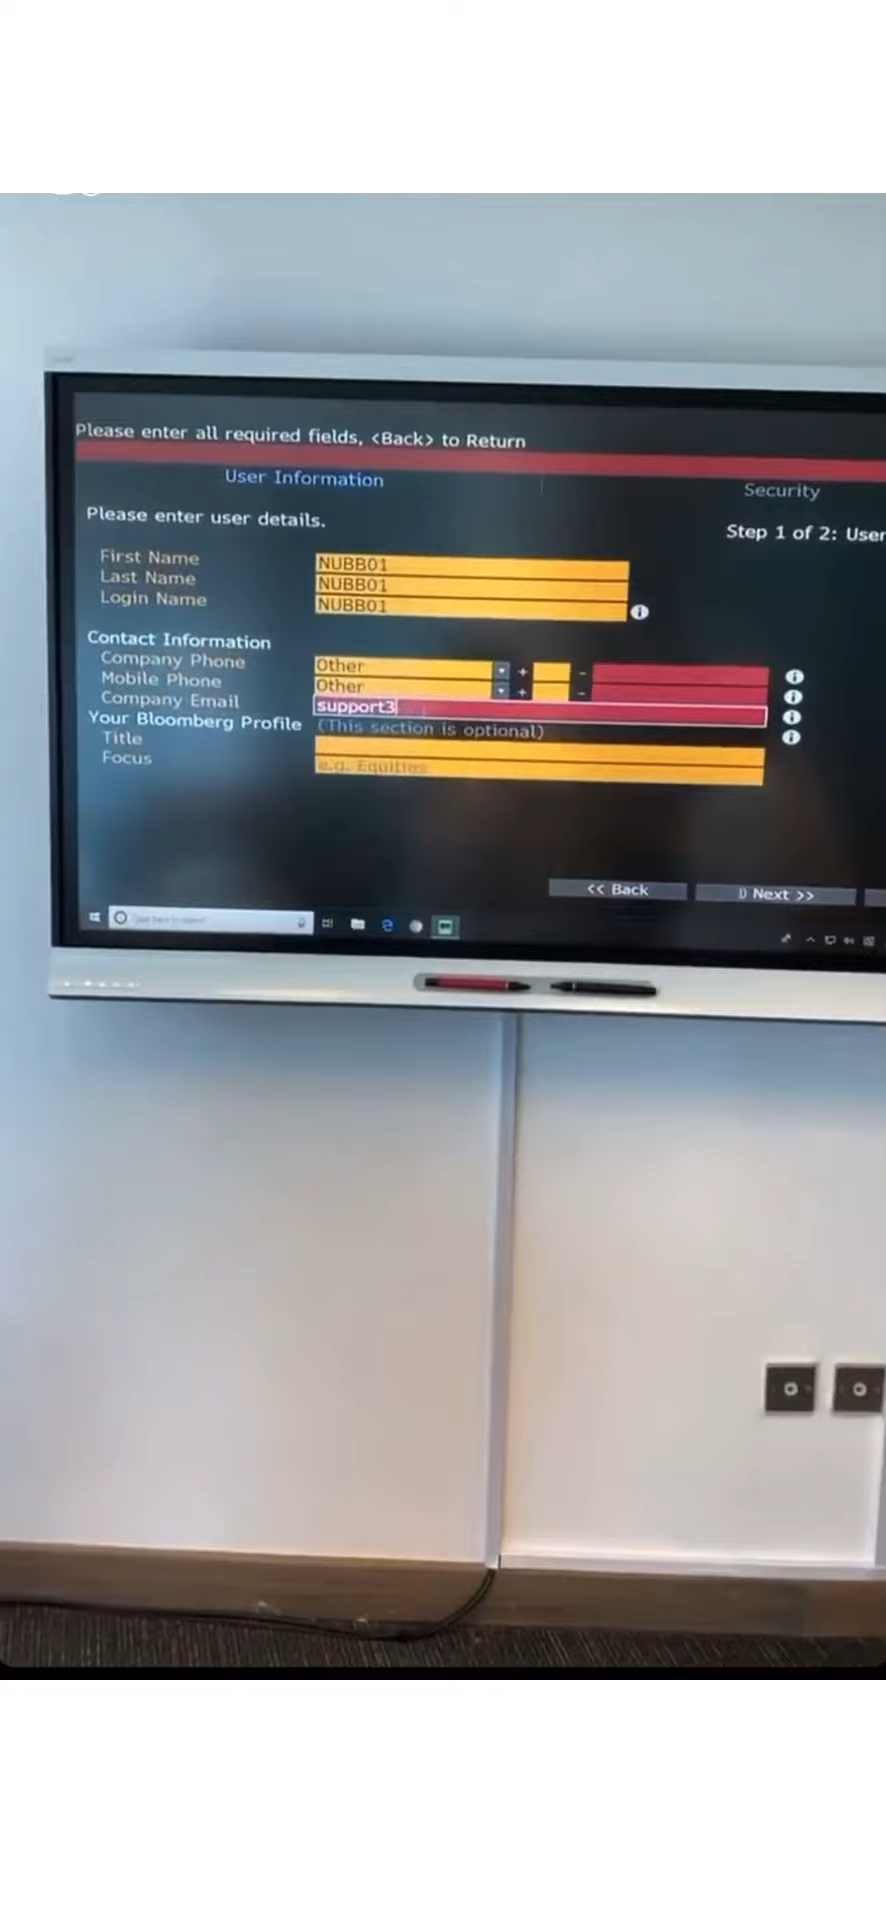 Please enter all required fields, <Back> to Return
User Information
Security
Please enter user details.
Step 1 of 2: User
First Name NUBB01
Last Name NUBB01
Login Name NUBB01
Contact Information
Company Phone Other + -
Mobile Phone Other + -
Company Email support3
Your Bloomberg Profile (This section is optional)
Title
Focus e.g. Equities
<< Back
1) Next >>